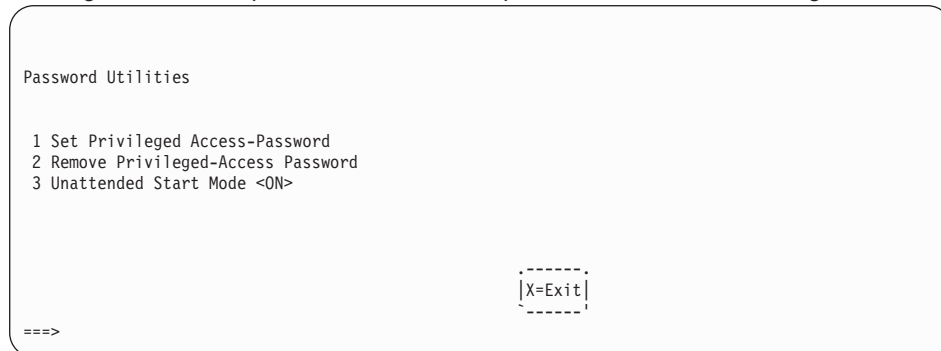 Password Utilities
1 Set Privileged Access-Password
2 Remove Privileged-Access Password
3 Unattended Start Mode <ON>
.------.
|X=Exit|
`------'
===>